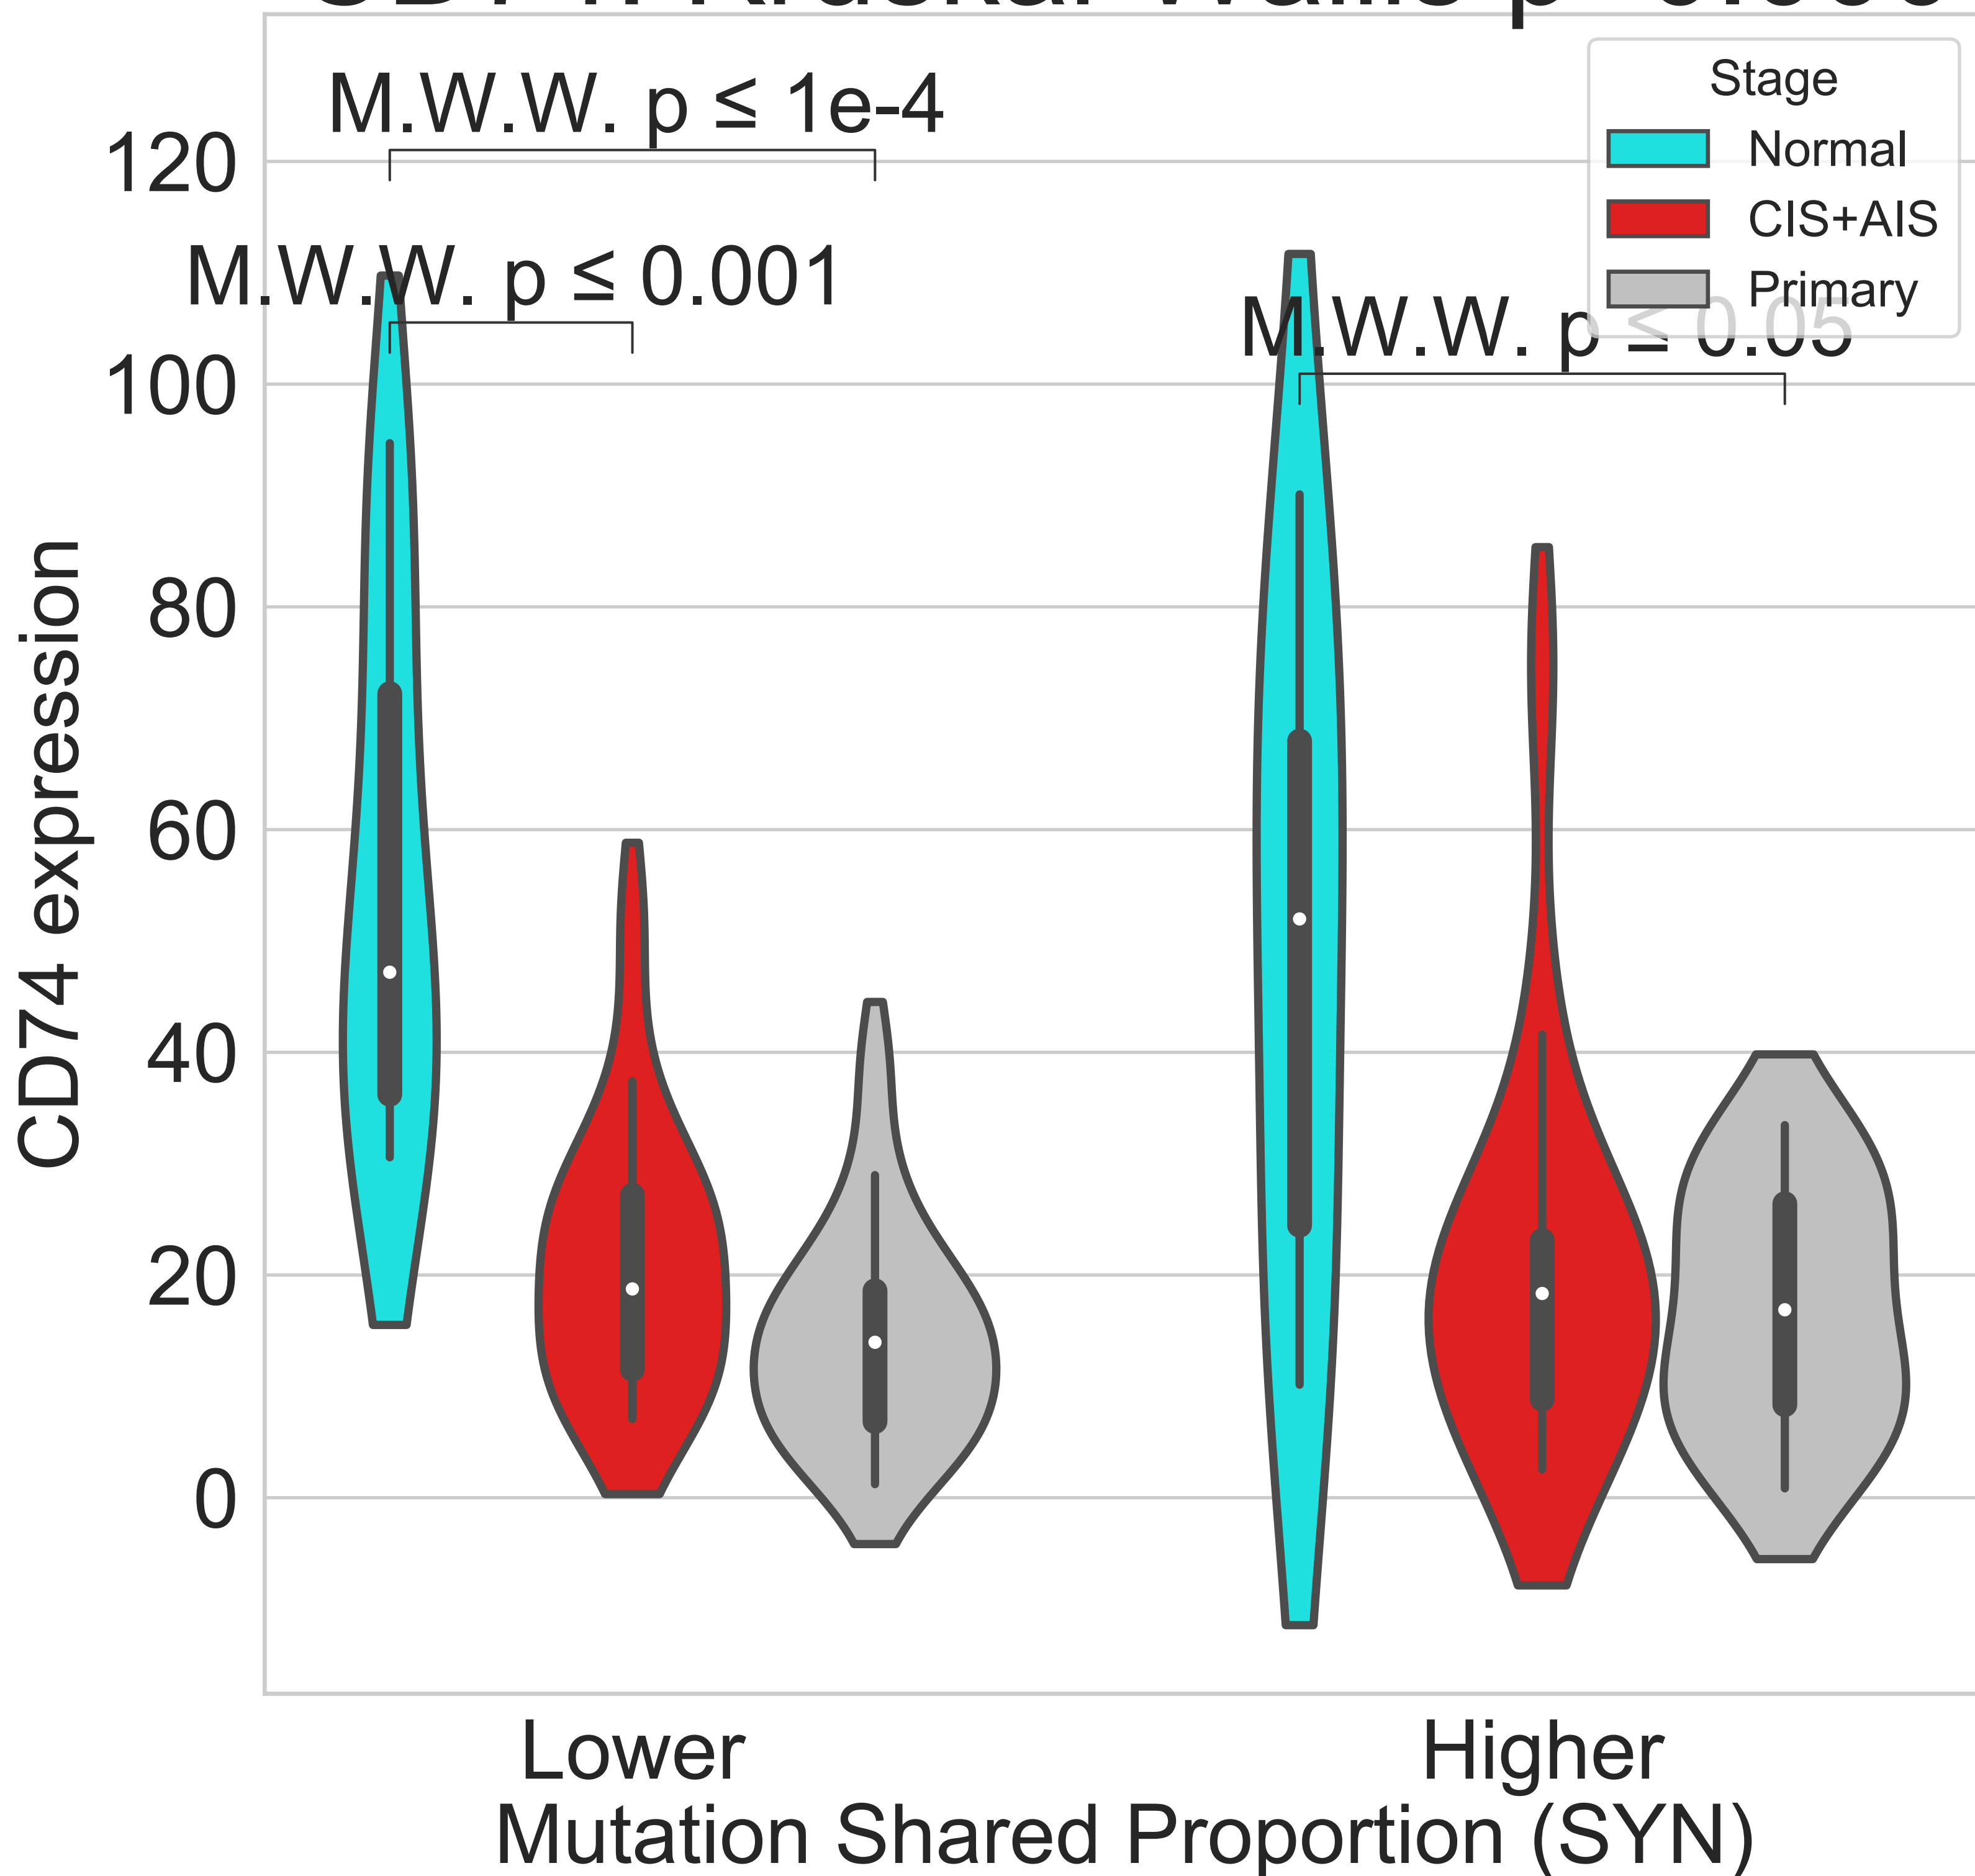 M.W.W. p ≤ 1e-4
M.W.W. p ≤ 0.001
M.W.W. p ≤ 0.05
Stage
Normal
CIS+AIS
Primary
120
100
80
60
40
20
0
CD74 expression
Lower
Higher
Mutation Shared Proportion (SYN)